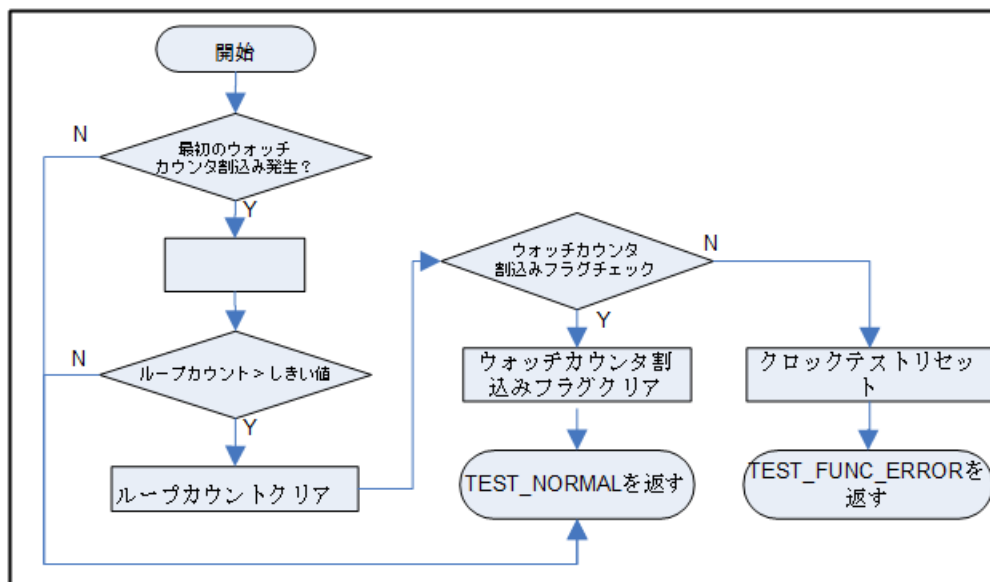 開始
N
最初のウォッチ
カウンタ割込み発生？
Y
ウォッチカウンタ
割込みフラグチェック
N
Y
N
ループカウント＞しきい値
Y
ウォッチカウンタ割
込みフラグクリア
クロックテストリセッ
ト
ループカウントクリア
TEST_NORMALを返す
TEST_FUNC_ERRORを
返す